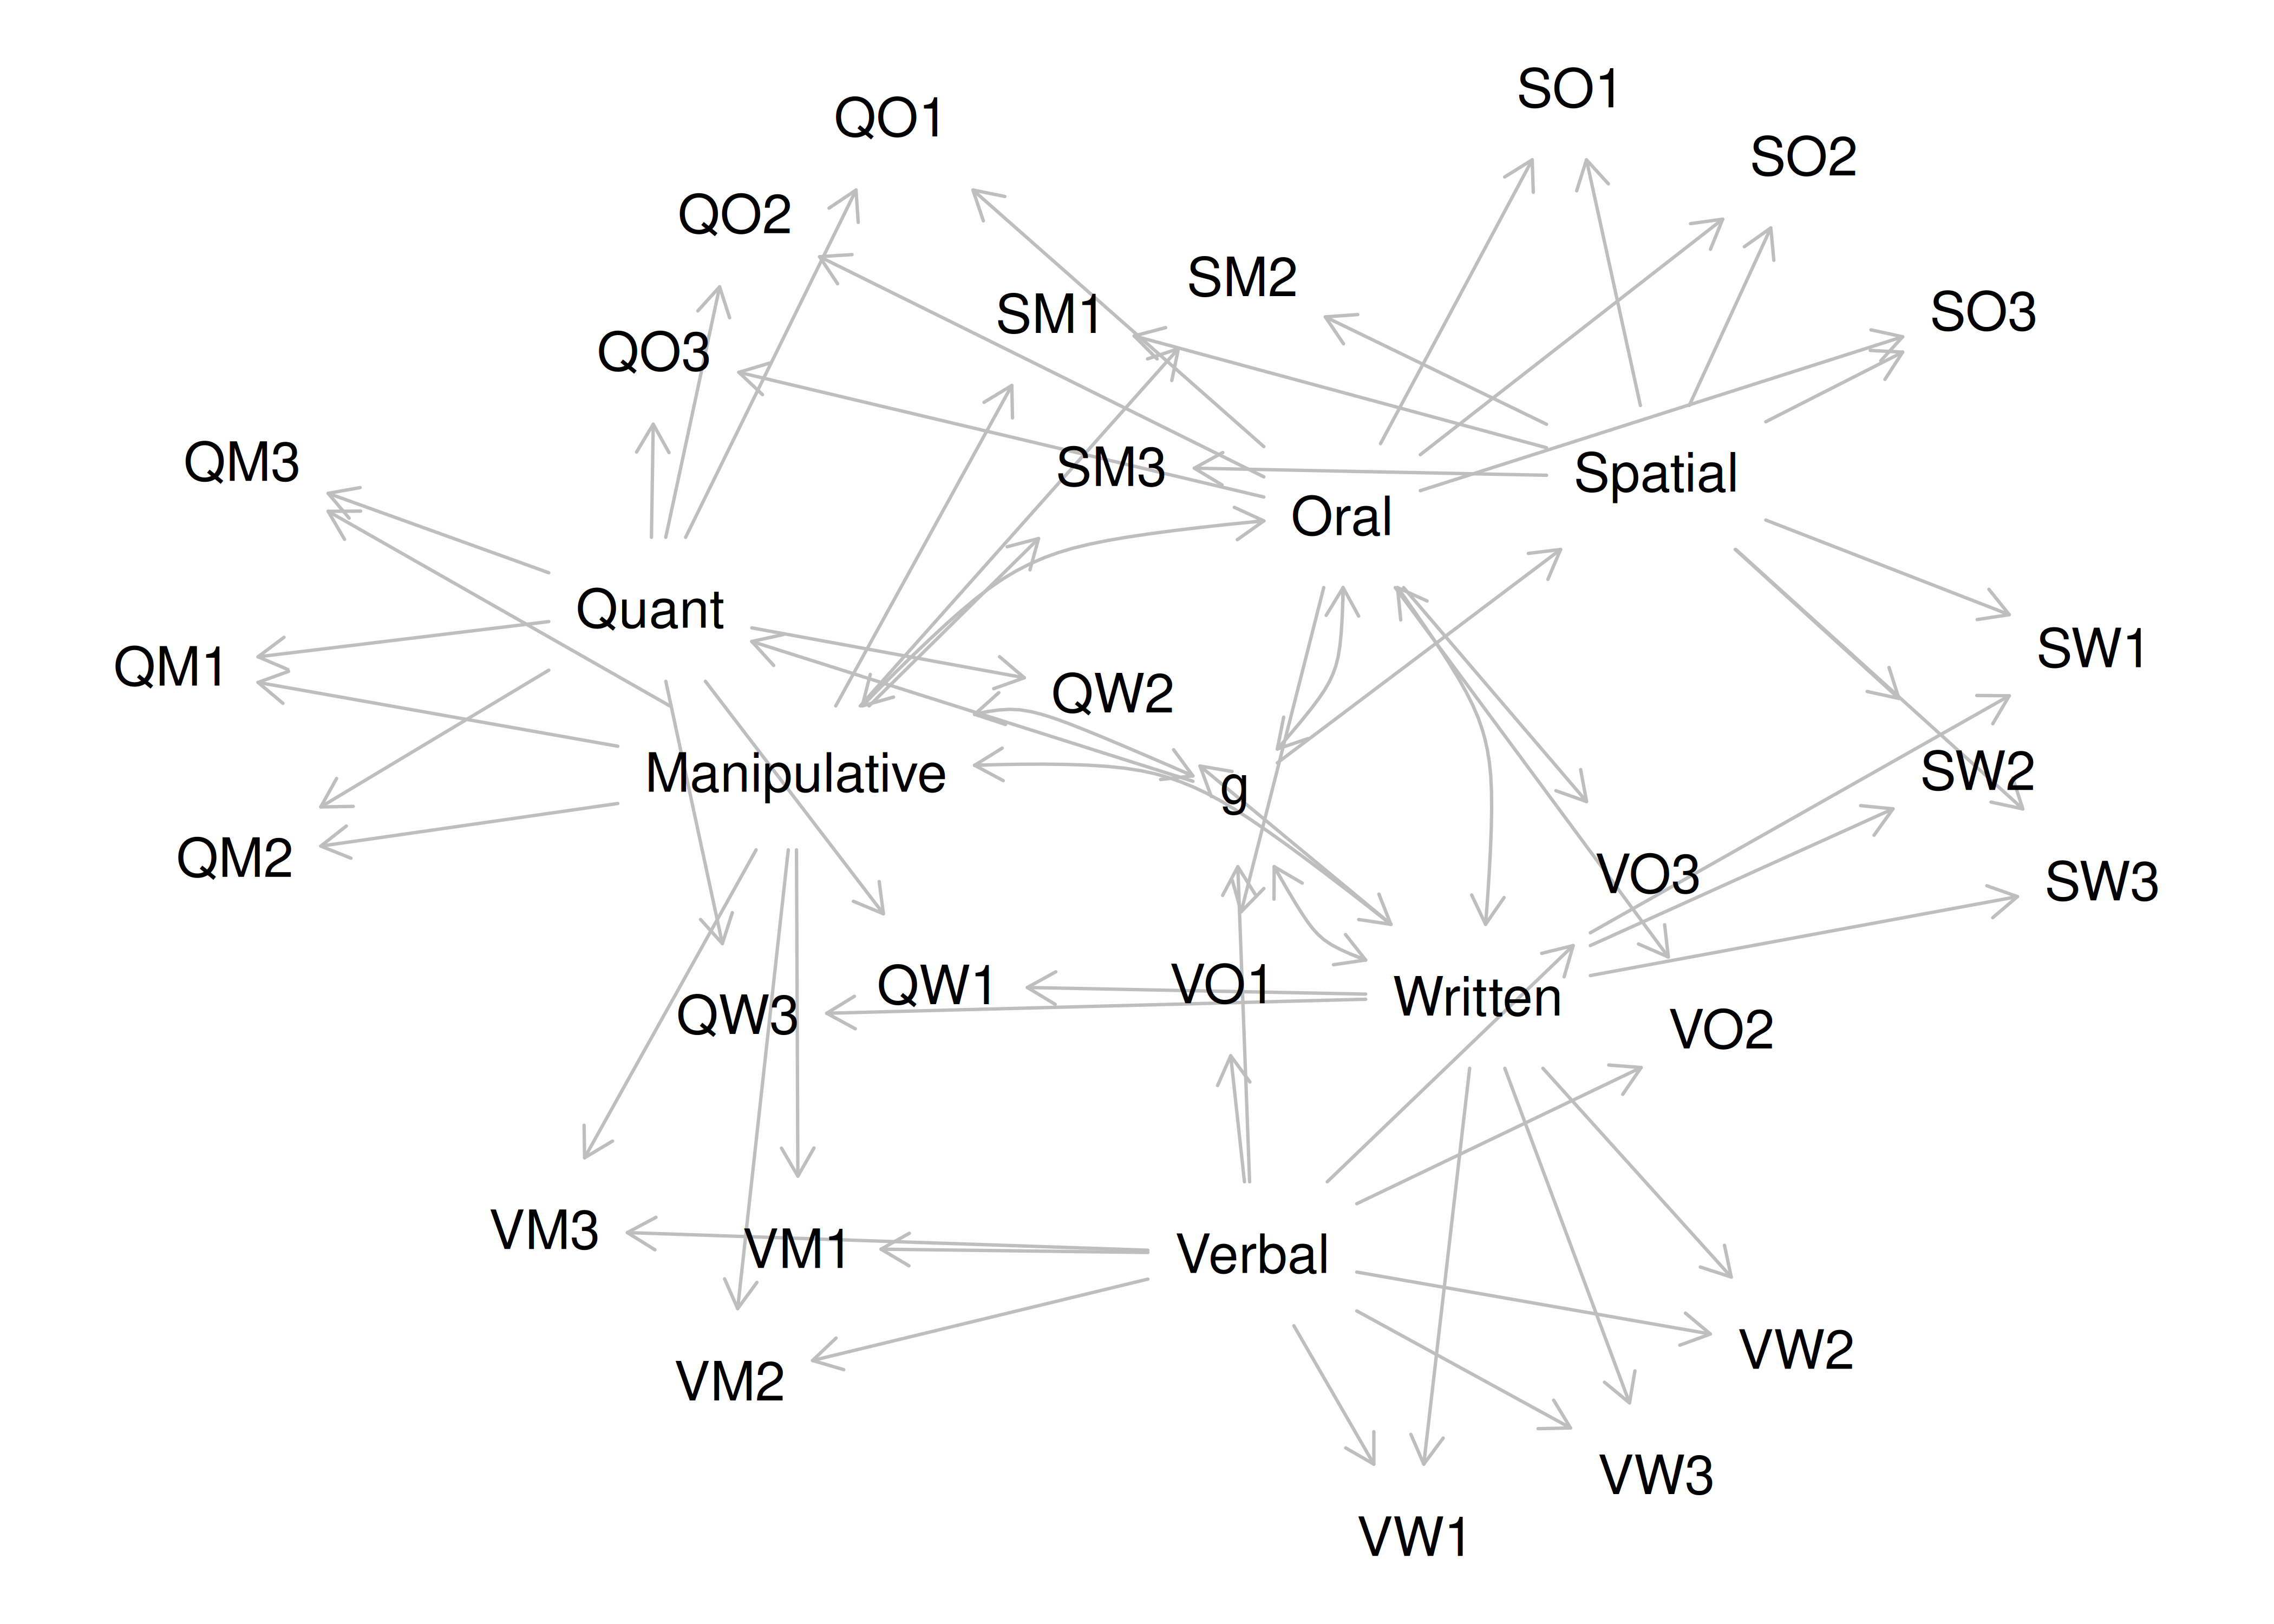 SO1
QO1
SO2
QO2
SM2
SM1
SO3
QO3
QM3
SM3
Spatial
Oral
Quant
SW1
QM1
QW2
SW2
Manipulative
g
QM2
VO3
SW3
QW1
VO1
Written
QW3
VO2
VM3
VM1
Verbal
VW2
VM2
VW3
VW1